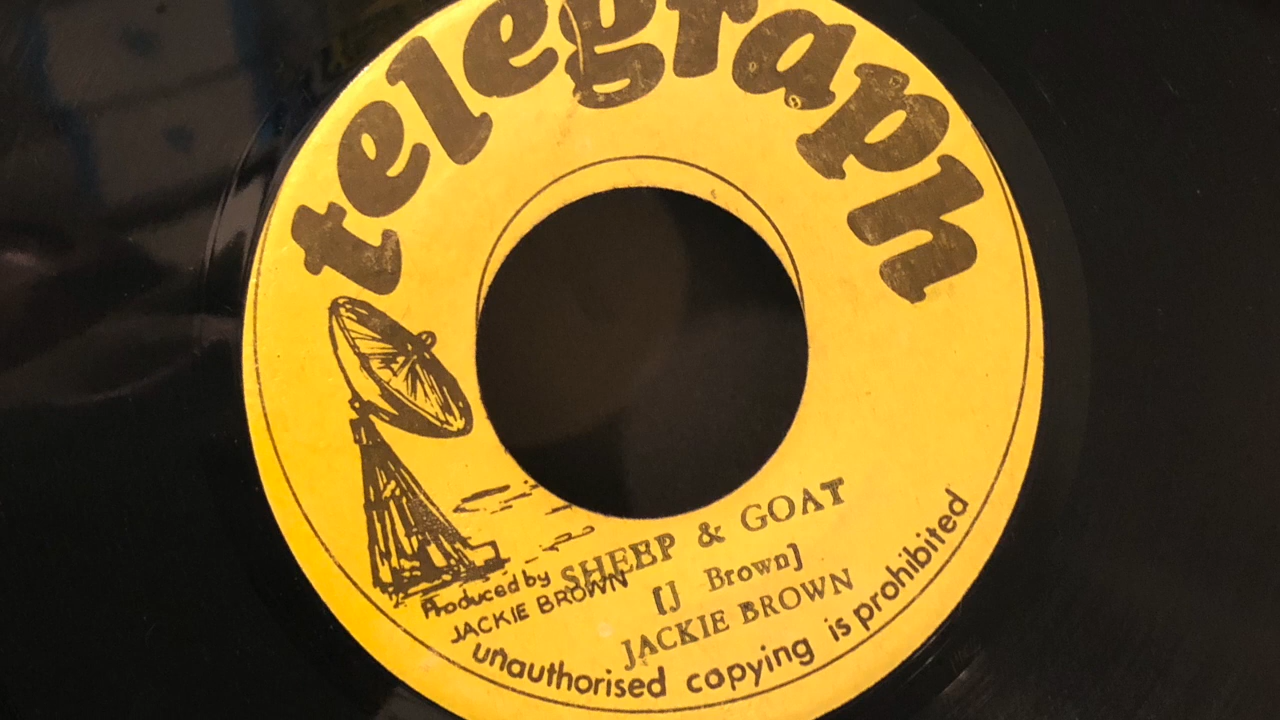 telegraph
SHEEP & GOAT
[J Brown]
JACKIE BROWN
Produced by
JACKIE BROWN
unauthorised copying is prohibited